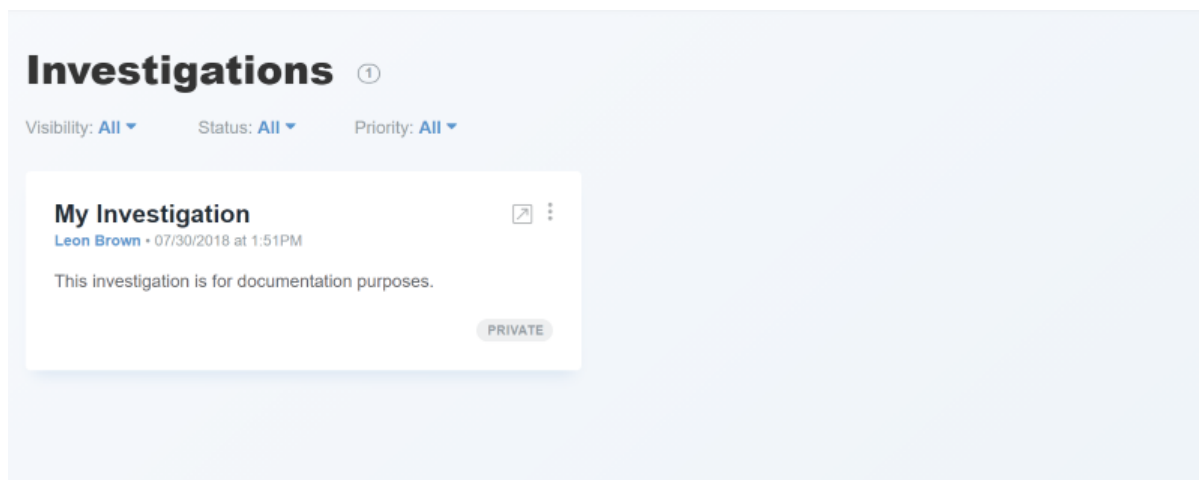 Investigations 1
Visibility: All Status: All Priority: All
My Investigation
Leon Brown • 07/30/2018 at 1:51PM
This investigation is for documentation purposes.
PRIVATE